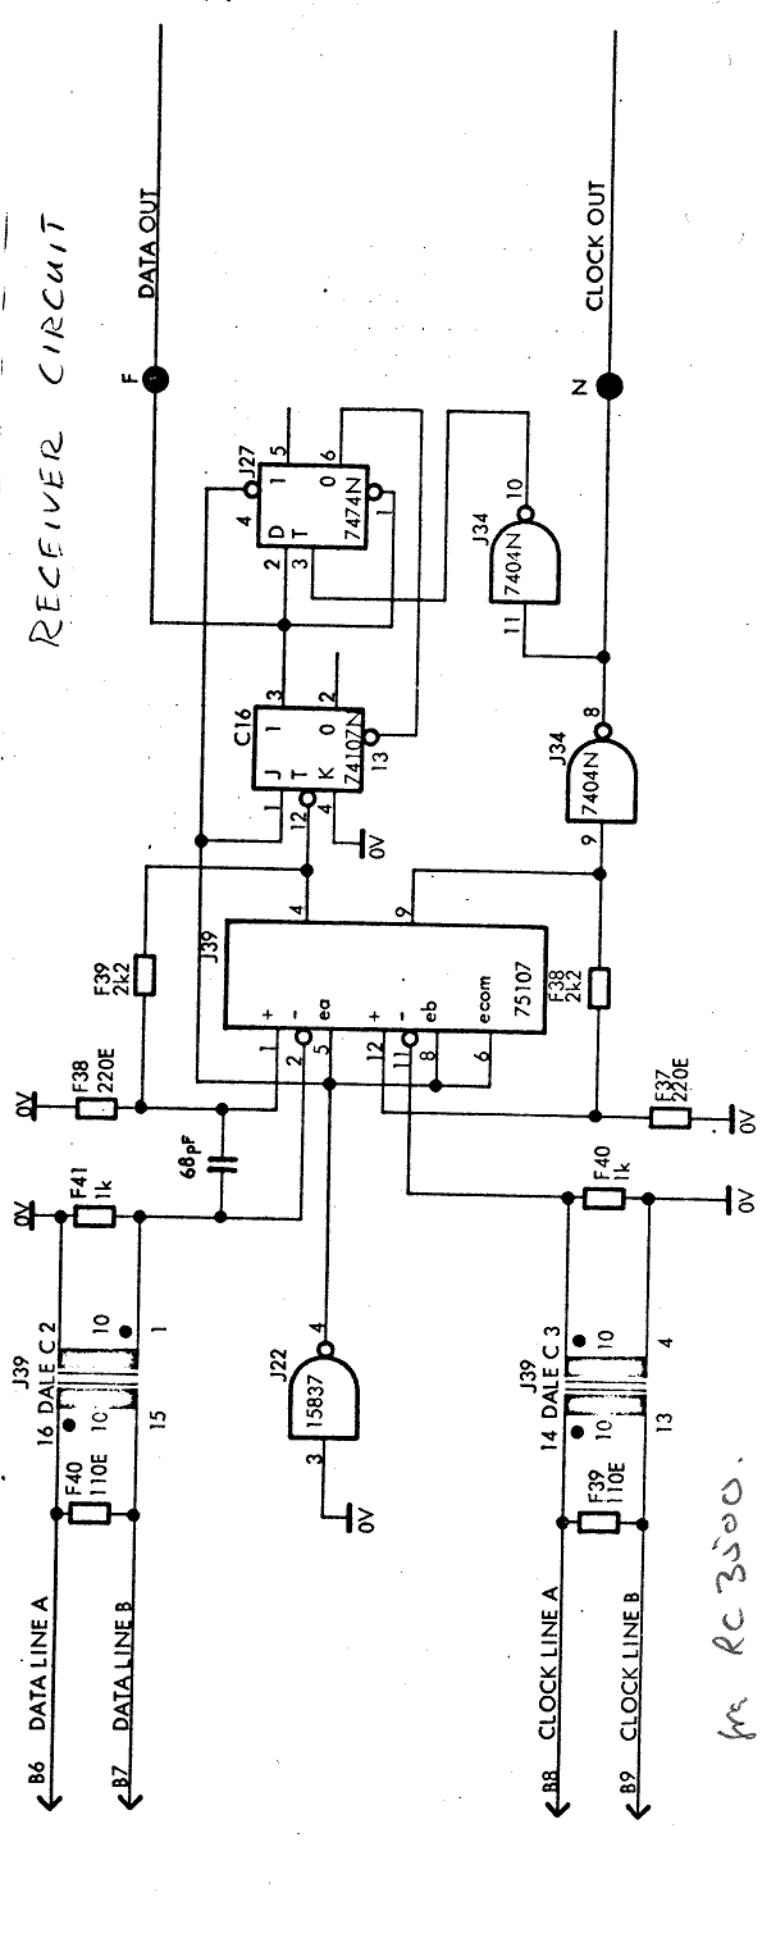 RECEIVER CIRCUIT
B6 DATA LINE A
F40
110E
16 DALE C 2
J39
10
10
15
1
0V
F41
1k
B7 DATA LINE B
68pF
0V
F38
220E
F39
2k2
F
DATA OUT
J22
15837
3
4
0V
J39
+
-
ea
+
-
eb
ecom
75107
1
2
5
12
11
8
6
4
9
C16
J
T
K
1
0
74107N
1
12
4
3
2
13
0V
J27
D
T
1
0
7474N
4
2
3
5
6
1
J34
7404N
11
10
J34
7404N
9
8
N
CLOCK OUT
F38
2k2
F37
220E
0V
F40
1k
0V
B8 CLOCK LINE A
F39
110E
14 DALE C 3
J39
10
10
13
4
B9 CLOCK LINE B
fra RC 3500.